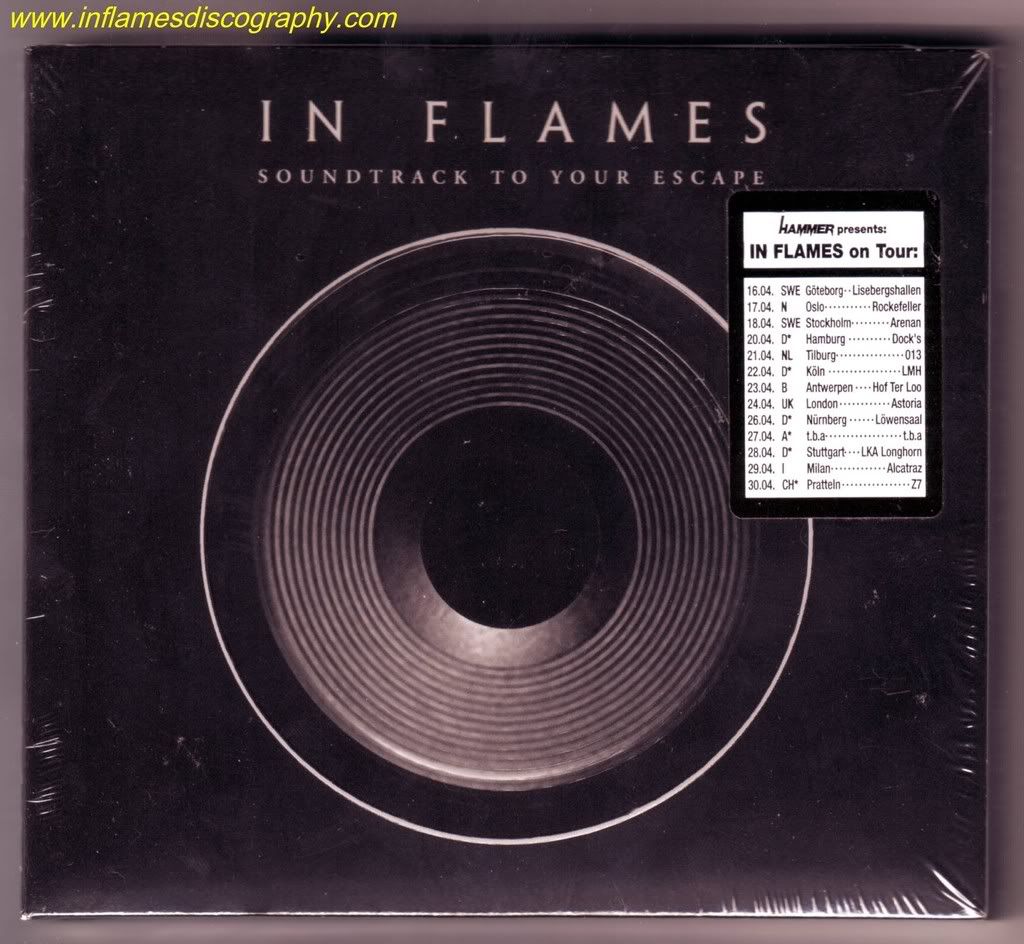 www.inflamesdiscography.com
IN FLAMES
SOUNDTRACK TO YOUR ESCAPE
HAMMER presents:
IN FLAMES on Tour:
16.04. SWE Göteborg··Lisebergshallen
17.04. N Oslo···········Rockefeller
18.04. SWE Stockholm·········Arenan
20.04. D* Hamburg ··········Dock's
21.04. NL Tilburg················013
22.04. D* Köln ·················LMH
23.04. B Antwerpen ····Hof Ter Loo
24.04. UK London············Astoria
26.04. D* Nürnberg ······Löwensaal
27.04. A* t.b.a··················t.b.a
28.04. D* Stuttgart····LKA Longhorn
29.04. I Milan·············Alcatraz
30.04. CH* Pratteln················Z7